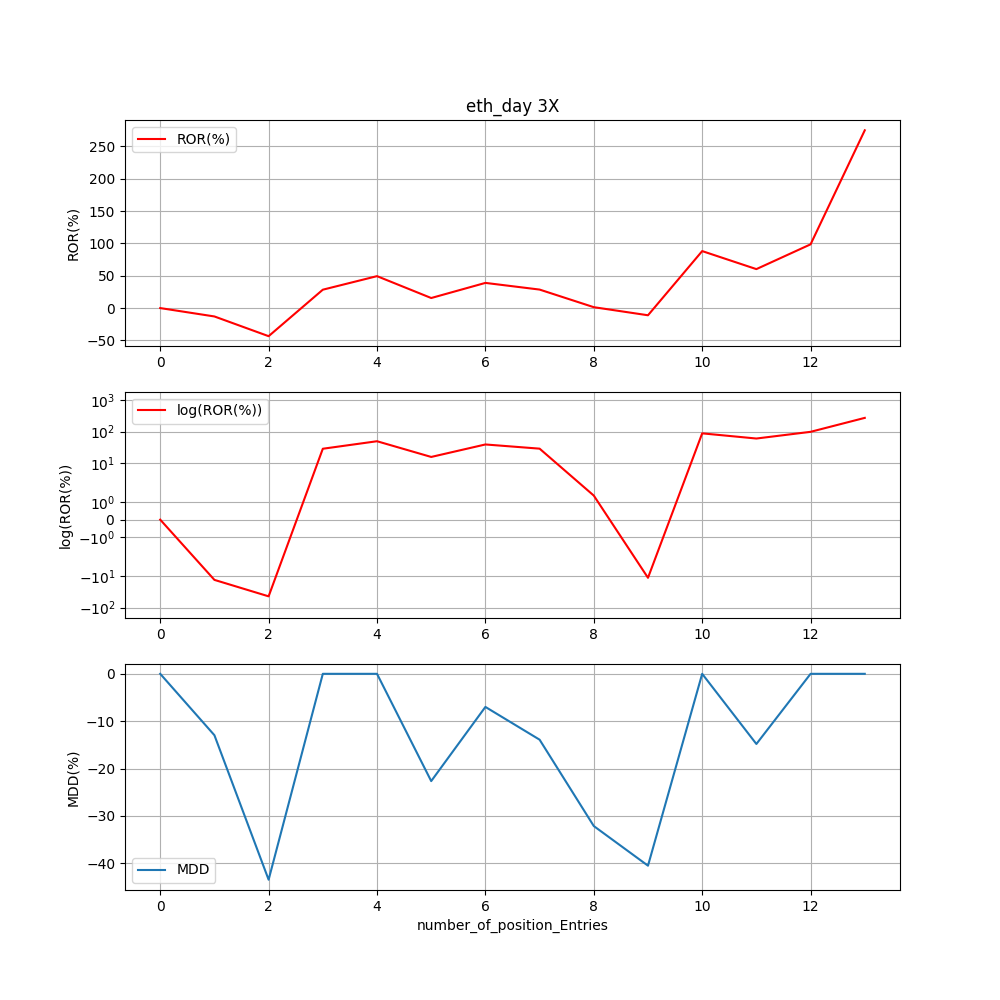 eth_day 3X
ROR(%)
ROR(%)
250
200
150
100
50
0
−50
0 2 4 6 8 10 12
log(ROR(%))
log(ROR(%))
10³
10²
10¹
10⁰
0
−10⁰
−10¹
−10²
0 2 4 6 8 10 12
MDD(%)
0
−10
−20
−30
−40
MDD
0 2 4 6 8 10 12
number_of_position_Entries